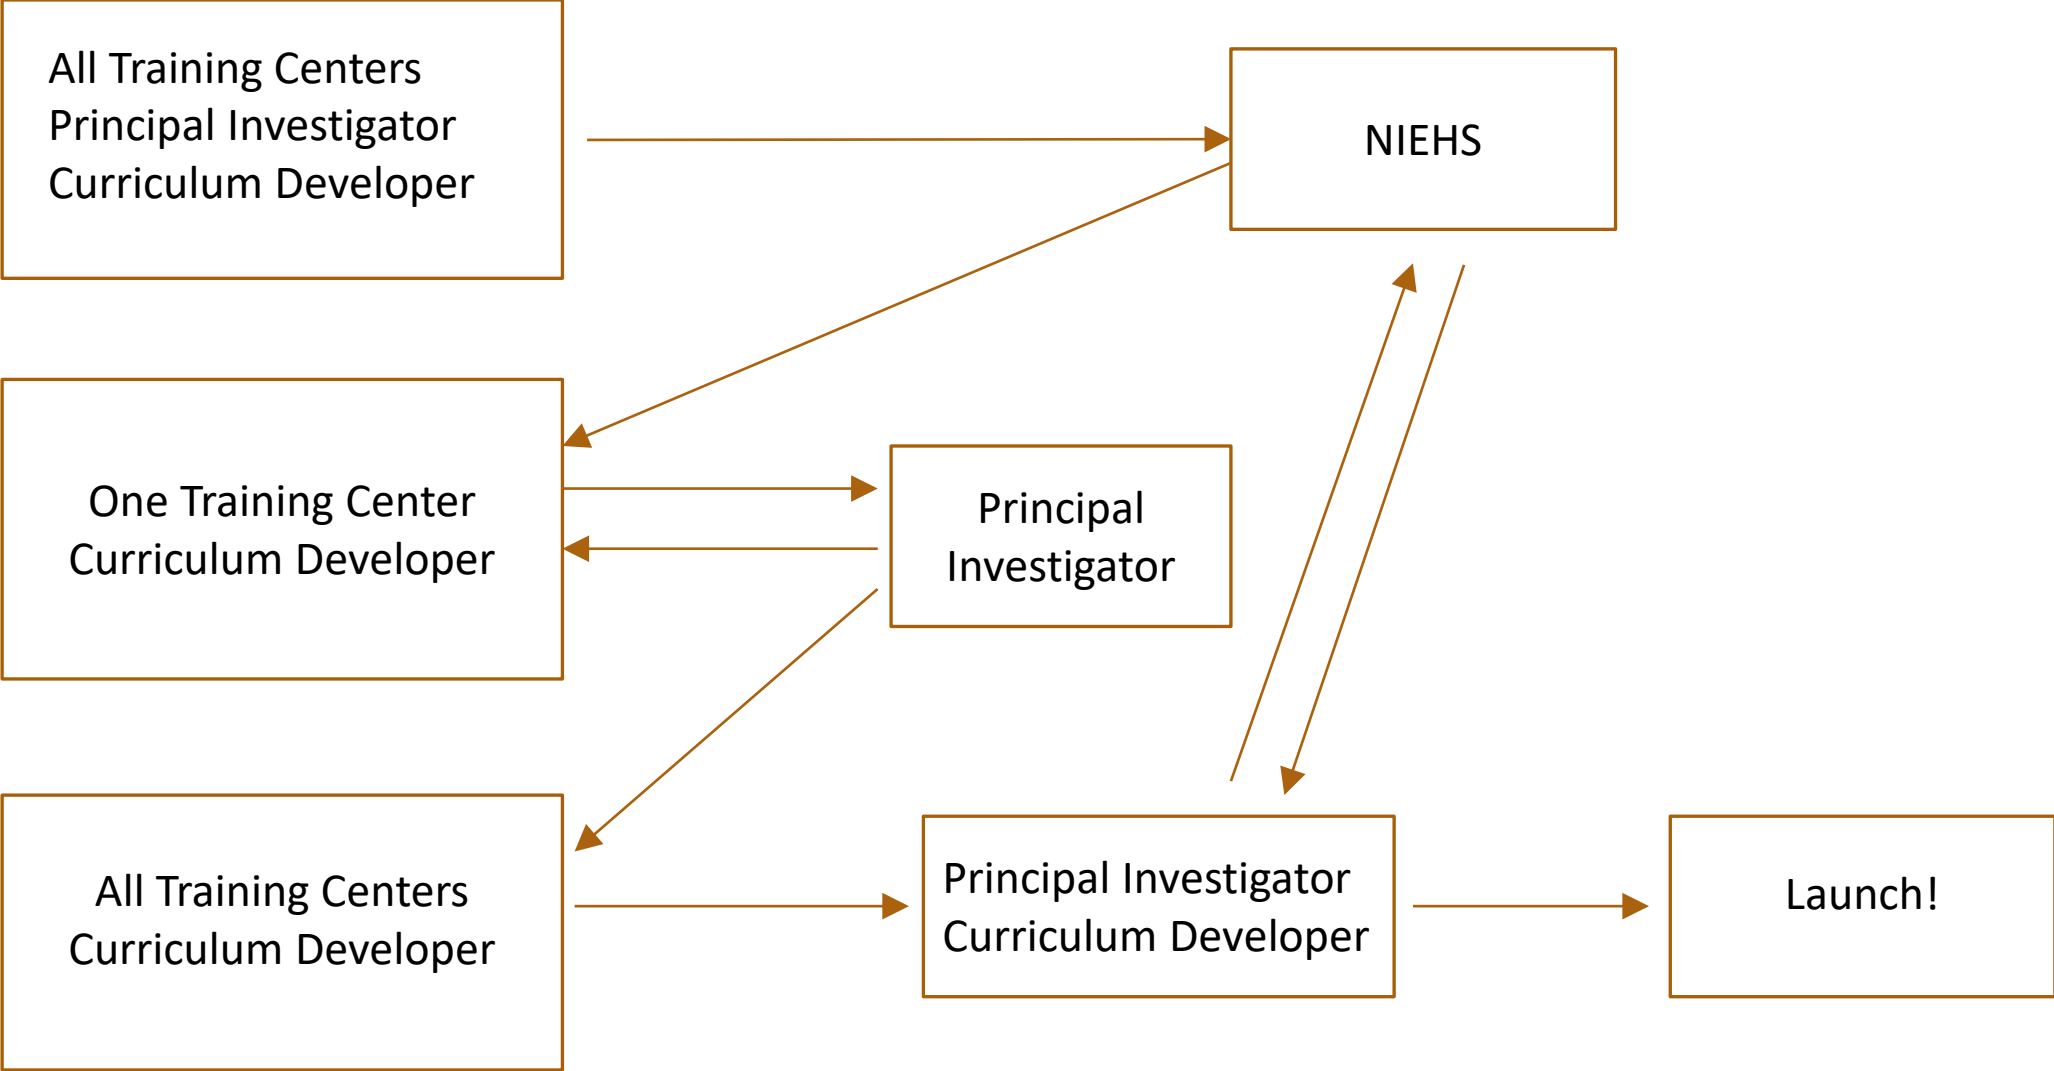 All Training Centers
Principal Investigator
Curriculum Developer
NIEHS
One Training Center
Curriculum Developer
Principal
Investigator
All Training Centers
Curriculum Developer
Principal Investigator
Curriculum Developer
Launch!